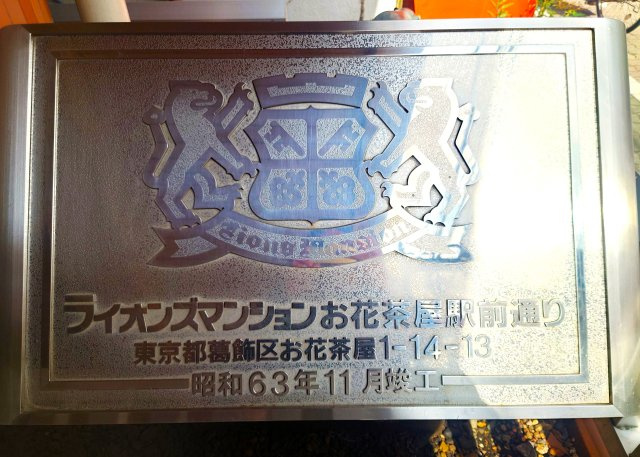 Lions Mansion
ライオンズマンションお花茶屋駅前通り
東京都葛飾区お花茶屋1-14-13
昭和63年11月竣工